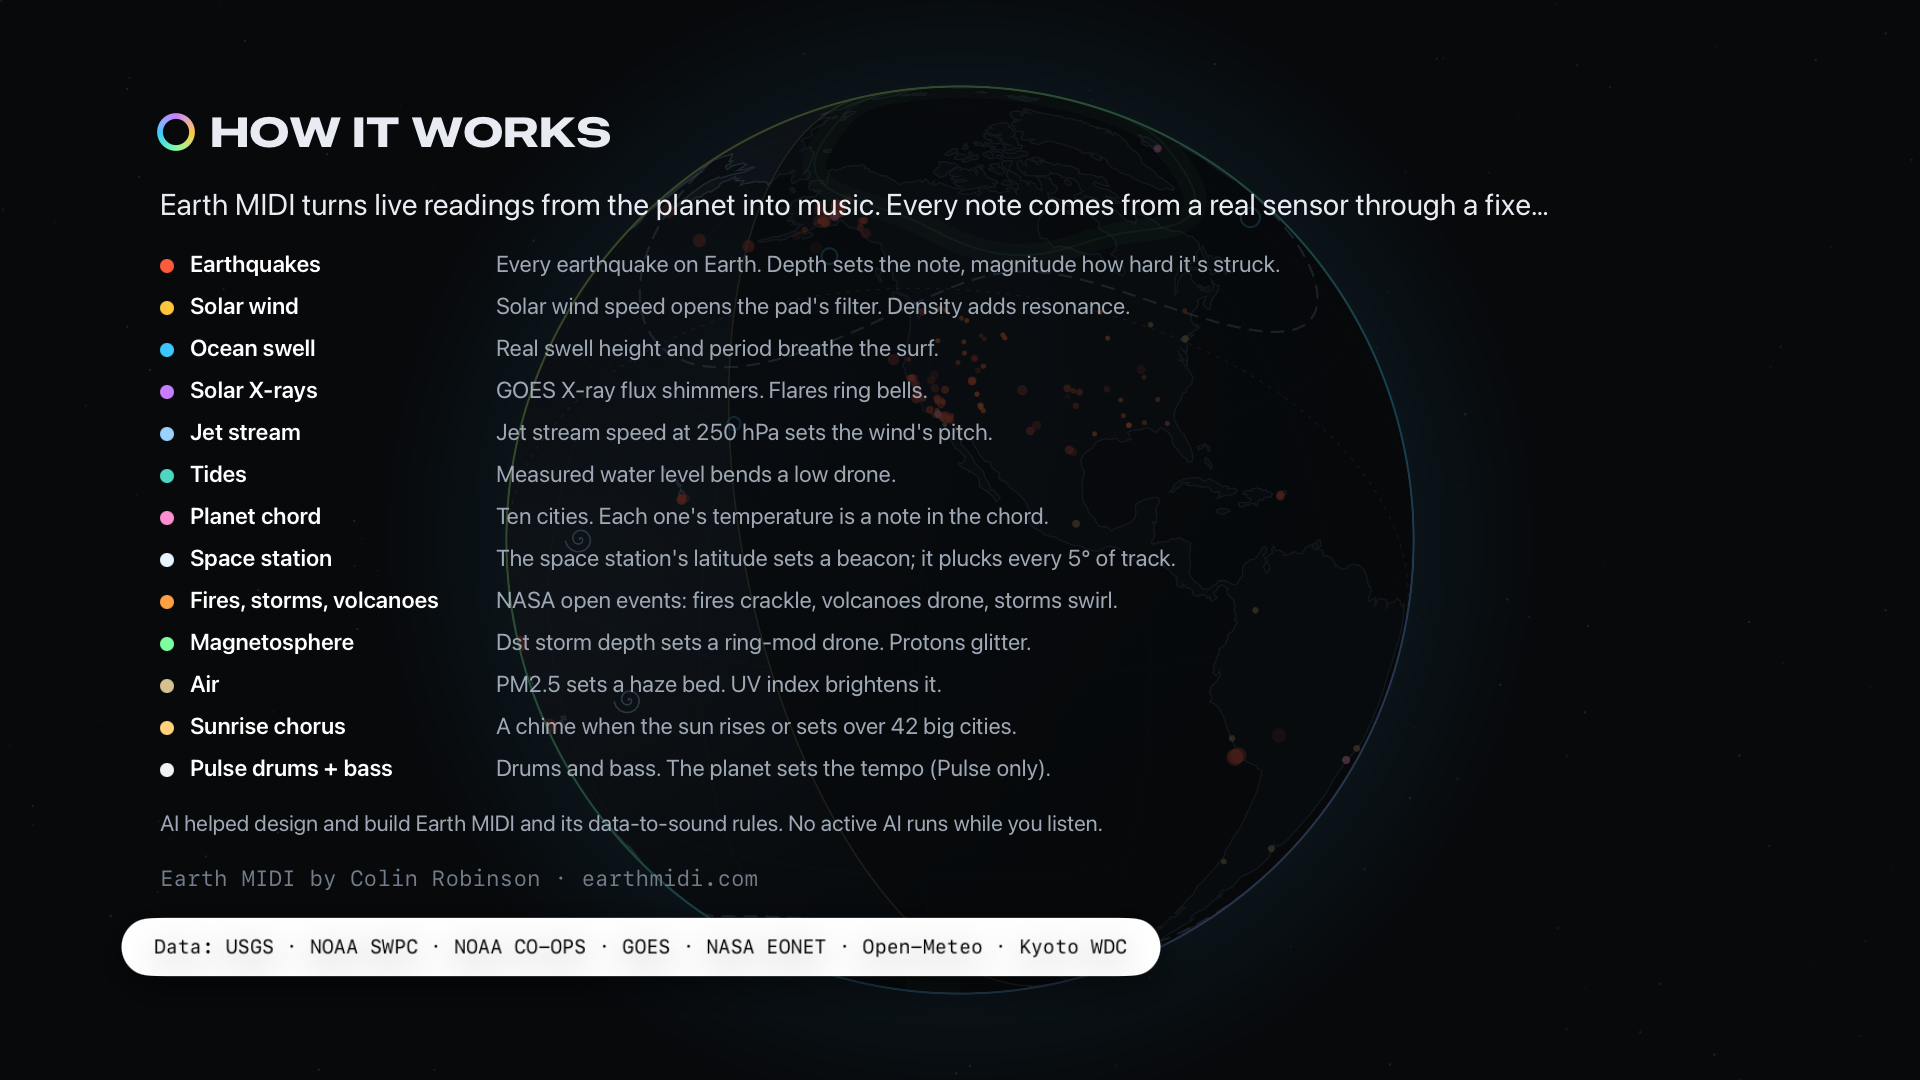 HOW IT WORKS
Earth MIDI turns live readings from the planet into music. Every note comes from a real sensor through a fixe…
Earthquakes Every earthquake on Earth. Depth sets the note, magnitude how hard it's struck.
Solar wind Solar wind speed opens the pad's filter. Density adds resonance.
Ocean swell Real swell height and period breathe the surf.
Solar X-rays GOES X-ray flux shimmers. Flares ring bells.
Jet stream Jet stream speed at 250 hPa sets the wind's pitch.
Tides Measured water level bends a low drone.
Planet chord Ten cities. Each one's temperature is a note in the chord.
Space station The space station's latitude sets a beacon; it plucks every 5° of track.
Fires, storms, volcanoes NASA open events: fires crackle, volcanoes drone, storms swirl.
Magnetosphere Dst storm depth sets a ring-mod drone. Protons glitter.
Air PM2.5 sets a haze bed. UV index brightens it.
Sunrise chorus A chime when the sun rises or sets over 42 big cities.
Pulse drums + bass Drums and bass. The planet sets the tempo (Pulse only).
AI helped design and build Earth MIDI and its data-to-sound rules. No active AI runs while you listen.
Earth MIDI by Colin Robinson · earthmidi.com
Data: USGS · NOAA SWPC · NOAA CO-OPS · GOES · NASA EONET · Open-Meteo · Kyoto WDC